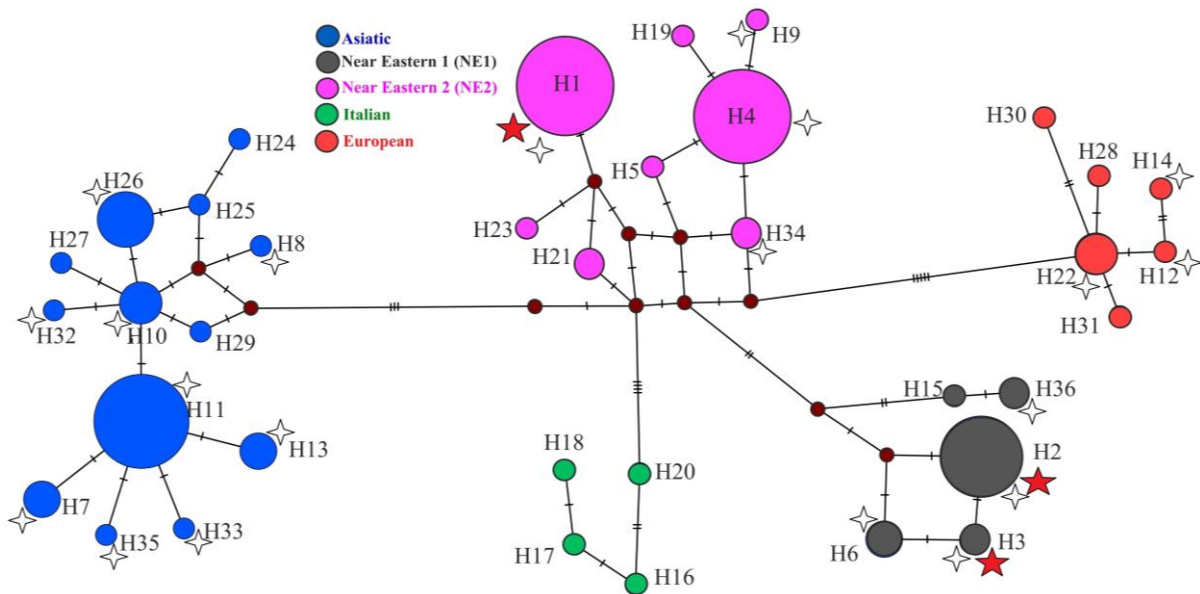 Asiatic
Near Eastern 1 (NE1)
Near Eastern 2 (NE2)
Italian
European
H1
H19
H9
H4
H5
H34
H23
H21
H30
H28
H14
H22
H12
H31
H24
H26
H25
H27
H8
H32
H10
H29
H11
H13
H7
H35
H33
H18
H20
H17
H16
H15
H36
H2
H6
H3